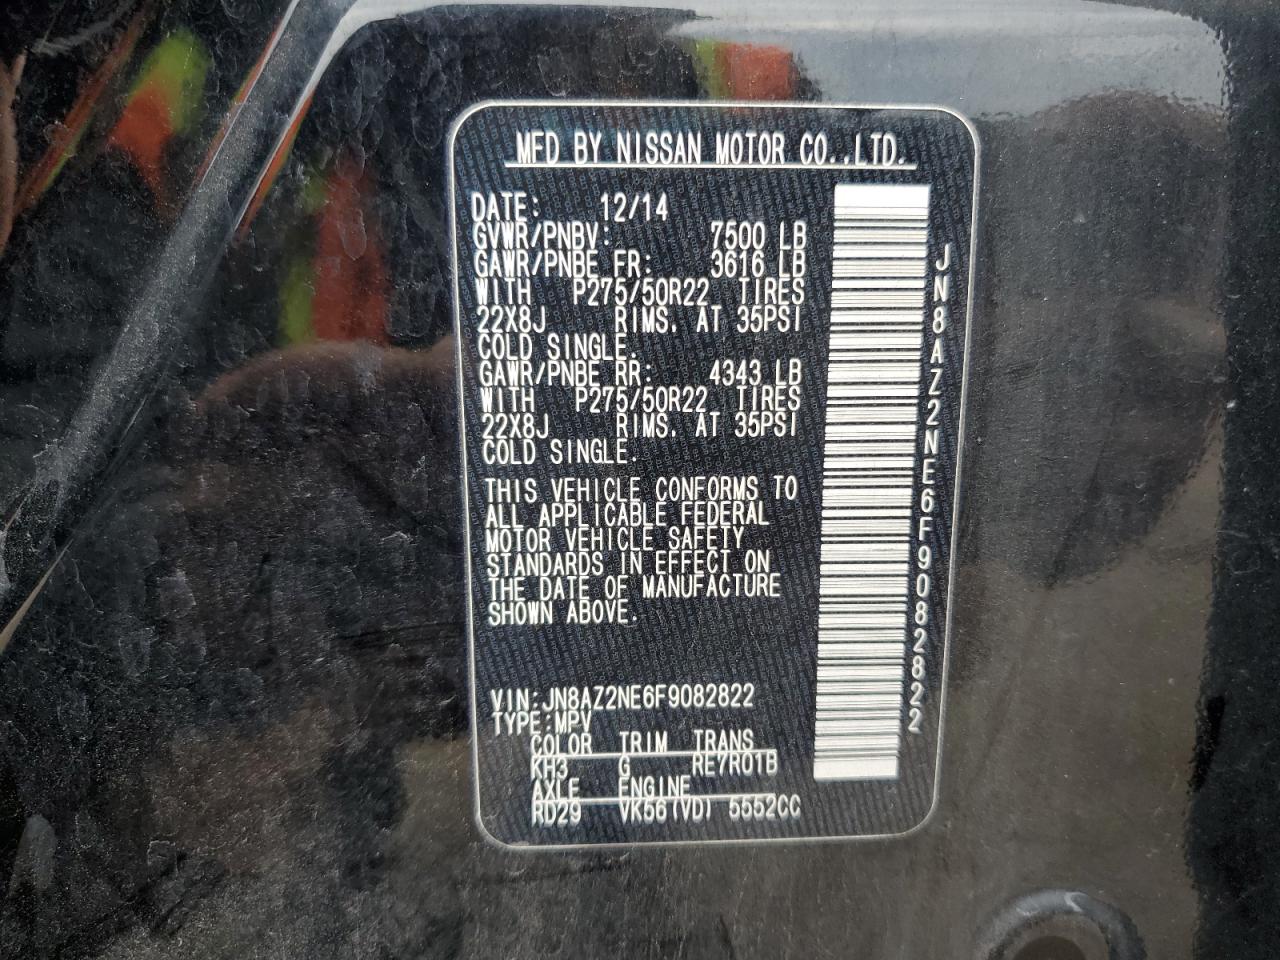 MFD BY NISSAN MOTOR CO.,LTD.
DATE: 12/14
GVWR/PNBV: 7500 LB
GAWR/PNBE FR: 3616 LB
WITH P275/50R22 TIRES
22X8J RIMS. AT 35PSI
COLD SINGLE.
GAWR/PNBE RR: 4343 LB
WITH P275/50R22 TIRES
22X8J RIMS. AT 35PSI
COLD SINGLE.
THIS VEHICLE CONFORMS TO
ALL APPLICABLE FEDERAL
MOTOR VEHICLE SAFETY
STANDARDS IN EFFECT ON
THE DATE OF MANUFACTURE
SHOWN ABOVE.
VIN:JN8AZ2NE6F9082822
TYPE:MPV
COLOR TRIM TRANS
KH3 G RE7R01B
AXLE ENGINE
RD29 VK56(VD) 5552CC
JN8AZ2NE6F9082822